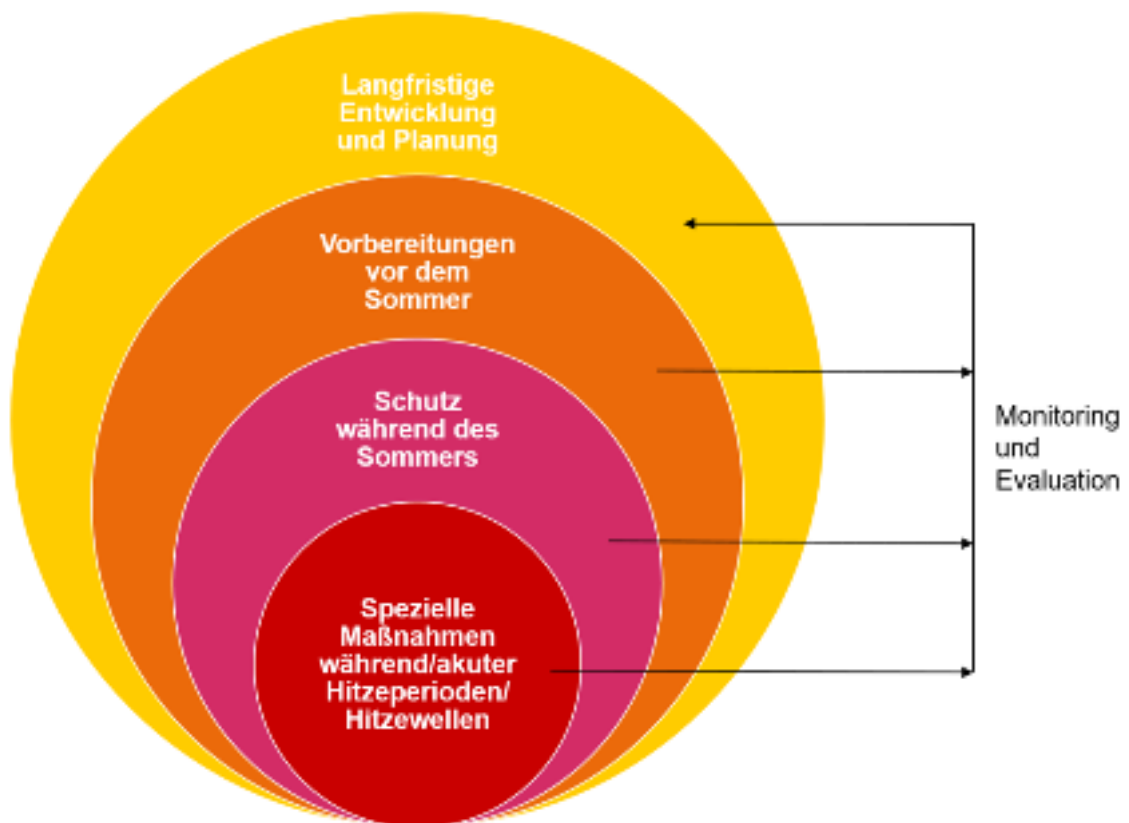 Langfristige
Entwicklung
und Planung
Vorbereitungen
vor dem
Sommer
Schutz
während des
Sommers
Spezielle
Maßnahmen
während/akuter
Hitzeperioden/
Hitzewellen
Monitoring
und
Evaluation